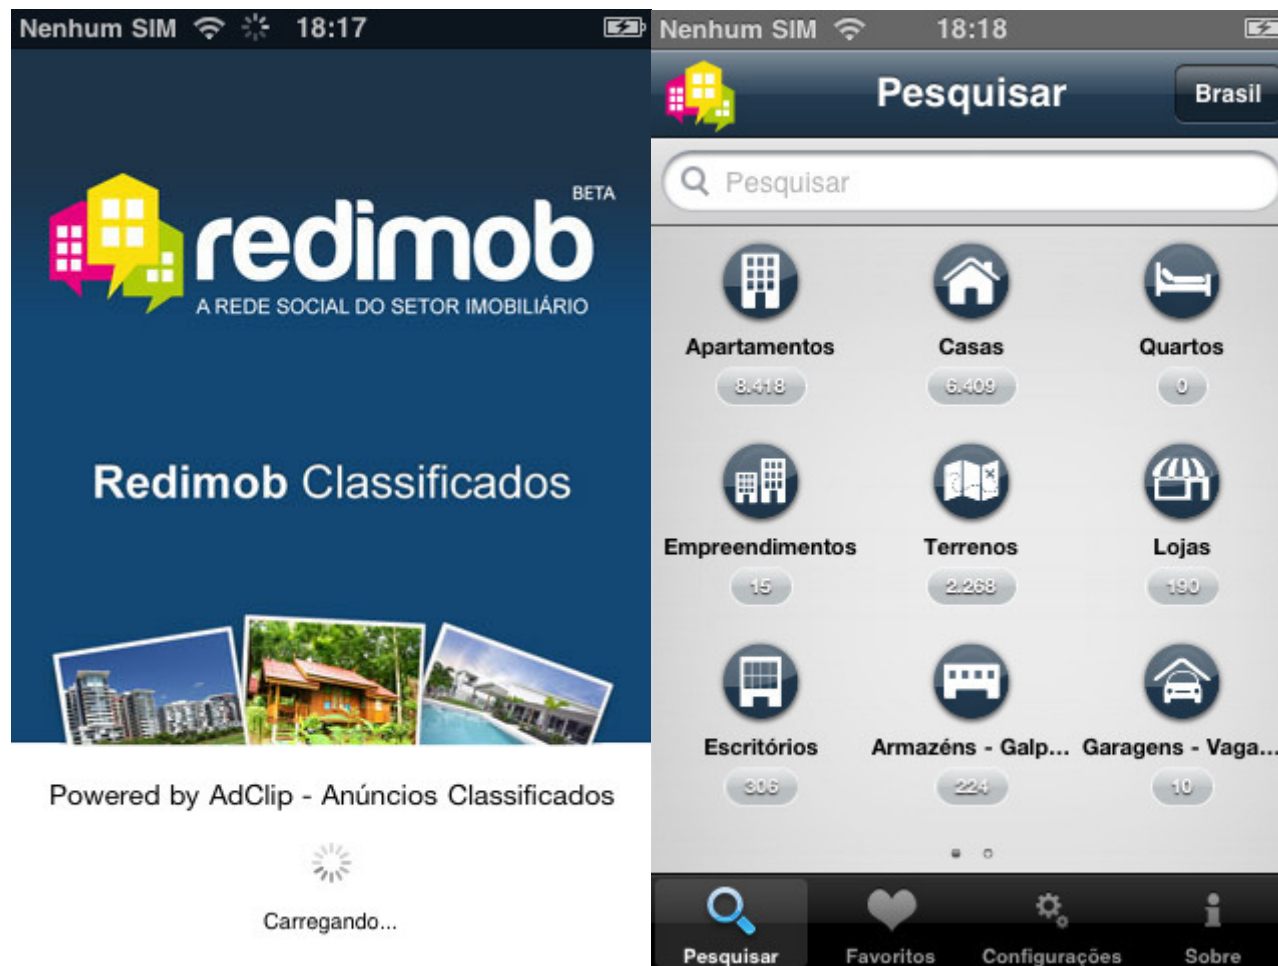 Nenhum SIM 18:17
redimob BETA
A REDE SOCIAL DO SETOR IMOBILIÁRIO
Redimob Classificados
Powered by AdClip - Anúncios Classificados
Carregando...
Nenhum SIM 18:18
Pesquisar Brasil
Pesquisar
Apartamentos Casas Quartos
8.418 6.409 0
Empreendimentos Terrenos Lojas
15 2.268 190
Escritórios Armazéns - Galp... Garagens - Vaga...
306 224 10
Pesquisar Favoritos Configurações Sobre